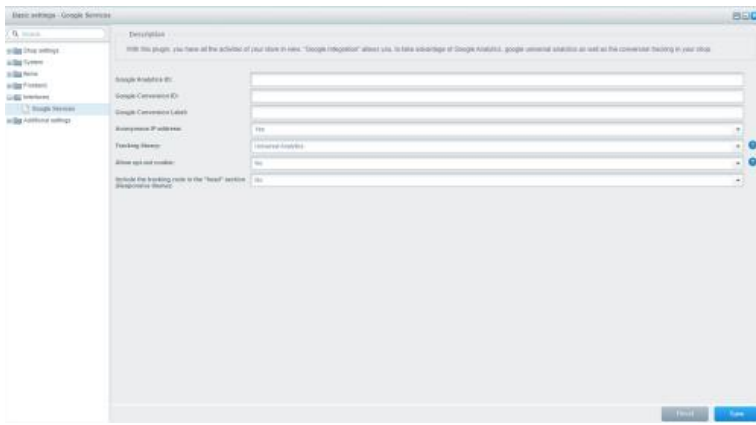 Basic settings - Google Services
Search
Description
With this plugin, you have all the activities of your store in view. "Google Integration" allows you, to take advantage of Google Analytics, google universal analytics as well as the conversion tracking in your shop.
Shop settings
System
Items
Frontend
Interfaces
Google Services
Additional settings
Google Analytics ID:
Google Conversion ID:
Google Conversion Label:
Anonymous IP address:
Yes
Tracking library:
Universal Analytics
Allow opt-out cookie:
No
Include the tracking code in the "head" section
(Responsive theme):
No
Reset
Save